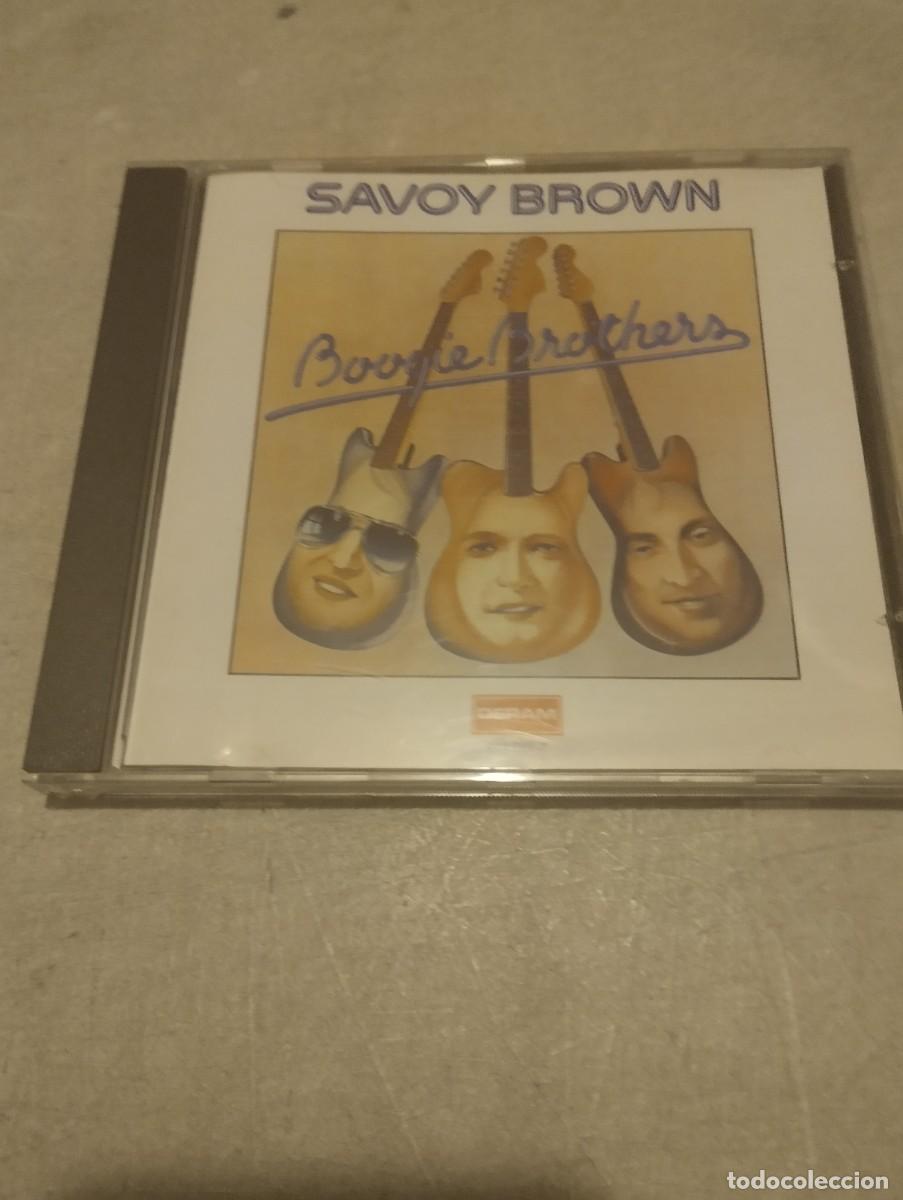 SAVOY BROWN
Boogie Brothers
DERAM
todocoleccion